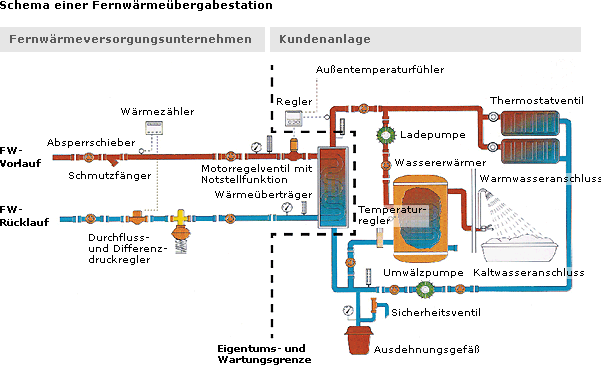 Schema einer Fernwärmeübergabestation
Fernwärmeversorgungsunternehmen
Kundenanlage
Außentemperaturfühler
Wärmezähler
Regler
Thermostatventil
Absperrschieber
Ladepumpe
FW-
Vorlauf
Schmutzfänger
Motorregelventil mit
Notstellfunktion
Wassererwärmer
Warmwasseranschluss
Wärmeüberträger
FW-
Rücklauf
Temperatur-
regler
Durchfluss-
und Differenz-
druckregler
Umwälzpumpe
Kaltwasseranschluss
Sicherheitsventil
Eigentums- und
Wartungsgrenze
Ausdehnungsgefäß